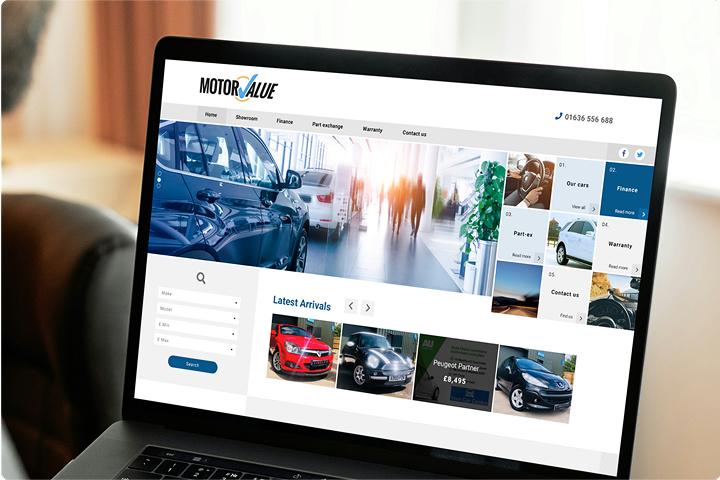 MOTORVALUE
01636 556 688
Home
Showroom
Finance
Part exchange
Warranty
Contact us
01.
Our cars
View all
02.
Finance
Read more
03.
Part-ex
Read more
04.
Warranty
Read more
05.
Contact us
Find us
Make
Model
£ Min
£ Max
Search
Latest Arrivals
Peugeot Partner
£8,495